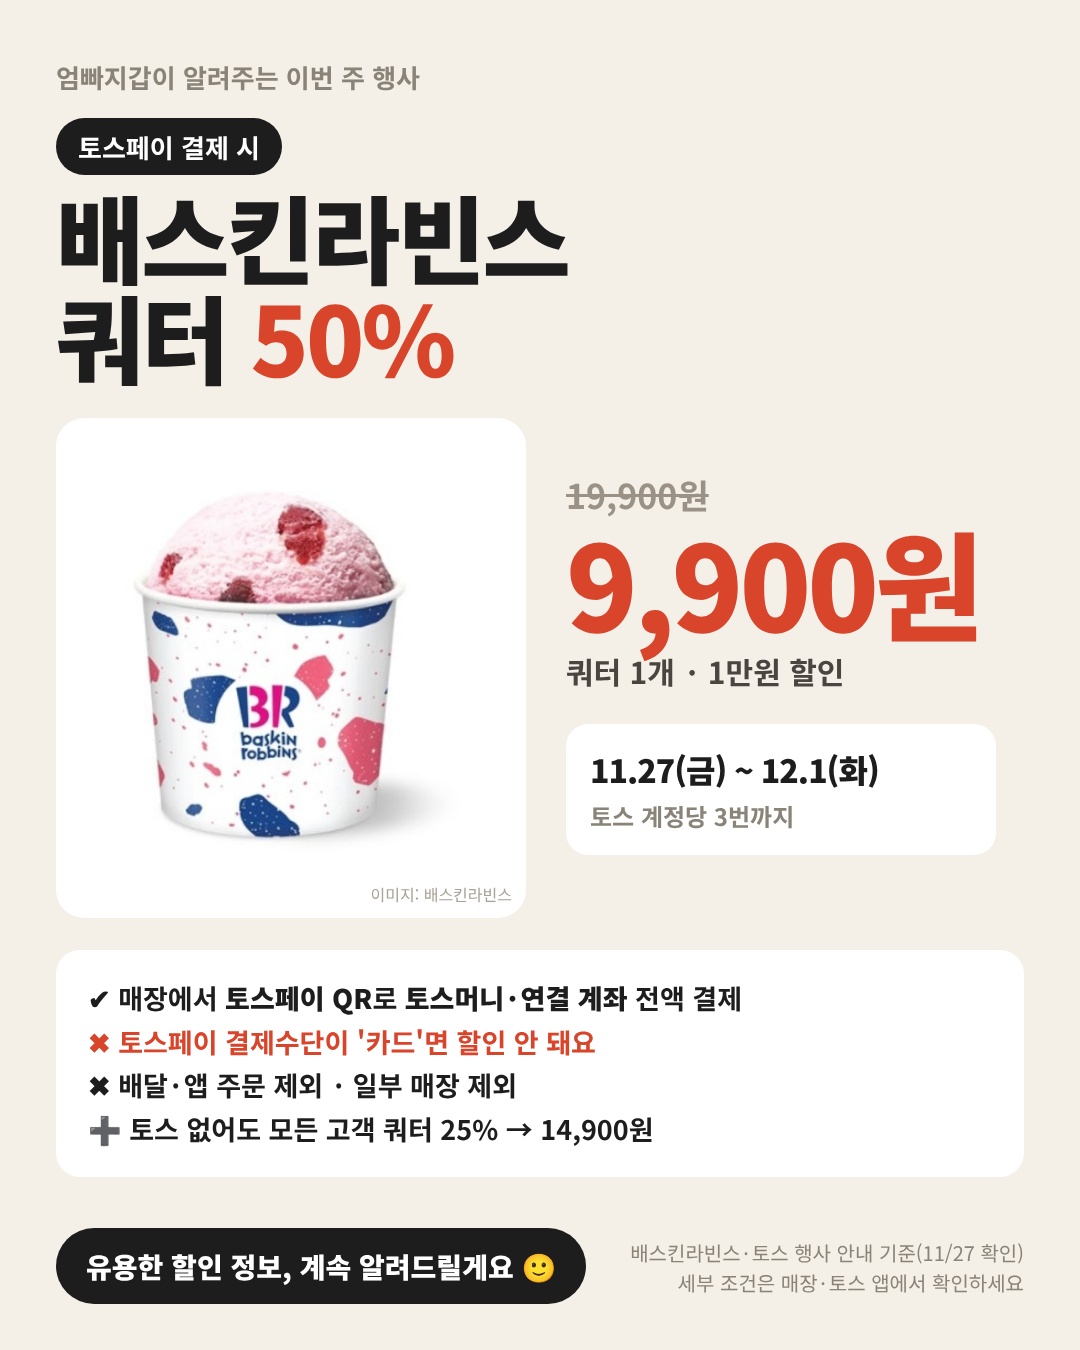 엄빠지갑이 알려주는 이번 주 행사
토스페이 결제 시
배스킨라빈스
쿼터 50%
19,900원
9,900원
쿼터 1개 · 1만원 할인
11.27(금) ~ 12.1(화)
토스 계정당 3번까지
BR
baskin
robbins
이미지: 배스킨라빈스
✔ 매장에서 토스페이 QR로 토스머니·연결 계좌 전액 결제
✖ 토스페이 결제수단이 '카드'면 할인 안 돼요
✖ 배달·앱 주문 제외 · 일부 매장 제외
➕ 토스 없어도 모든 고객 쿼터 25% → 14,900원
유용한 할인 정보, 계속 알려드릴게요 🙂
배스킨라빈스·토스 행사 안내 기준(11/27 확인)
세부 조건은 매장·토스 앱에서 확인하세요